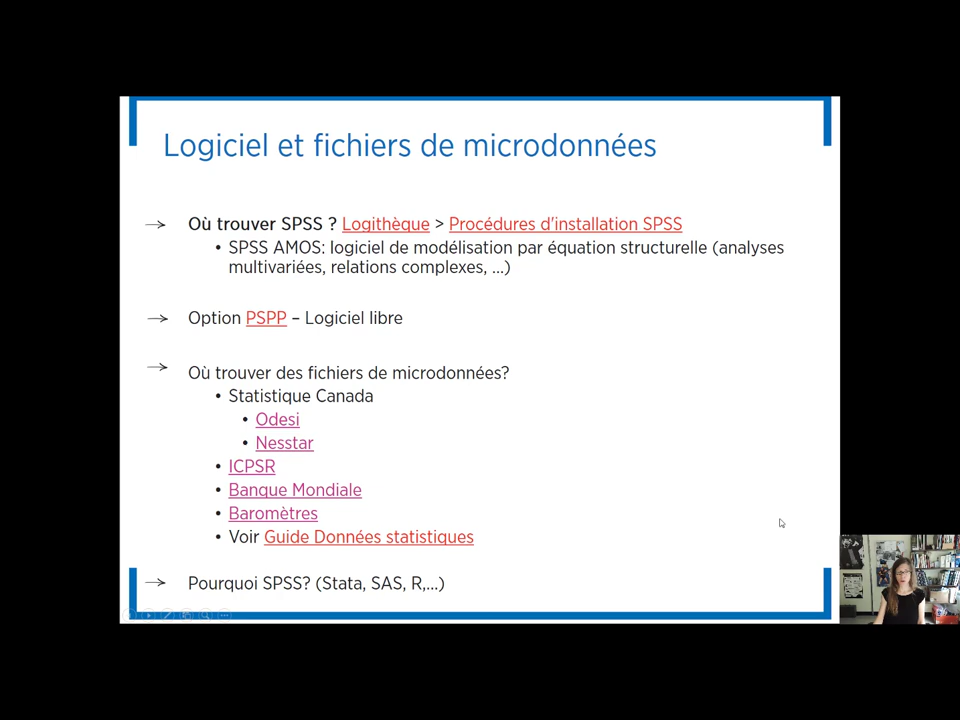 Logiciel et fichiers de microdonnées
Où trouver SPSS ? Logithèque > Procédures d'installation SPSS
• SPSS AMOS: logiciel de modélisation par équation structurelle (analyses
multivariées, relations complexes, ...)
Option PSPP – Logiciel libre
Où trouver des fichiers de microdonnées?
• Statistique Canada
• Odesi
• Nesstar
• ICPSR
• Banque Mondiale
• Baromètres
• Voir Guide Données statistiques
Pourquoi SPSS? (Stata, SAS, R,...)